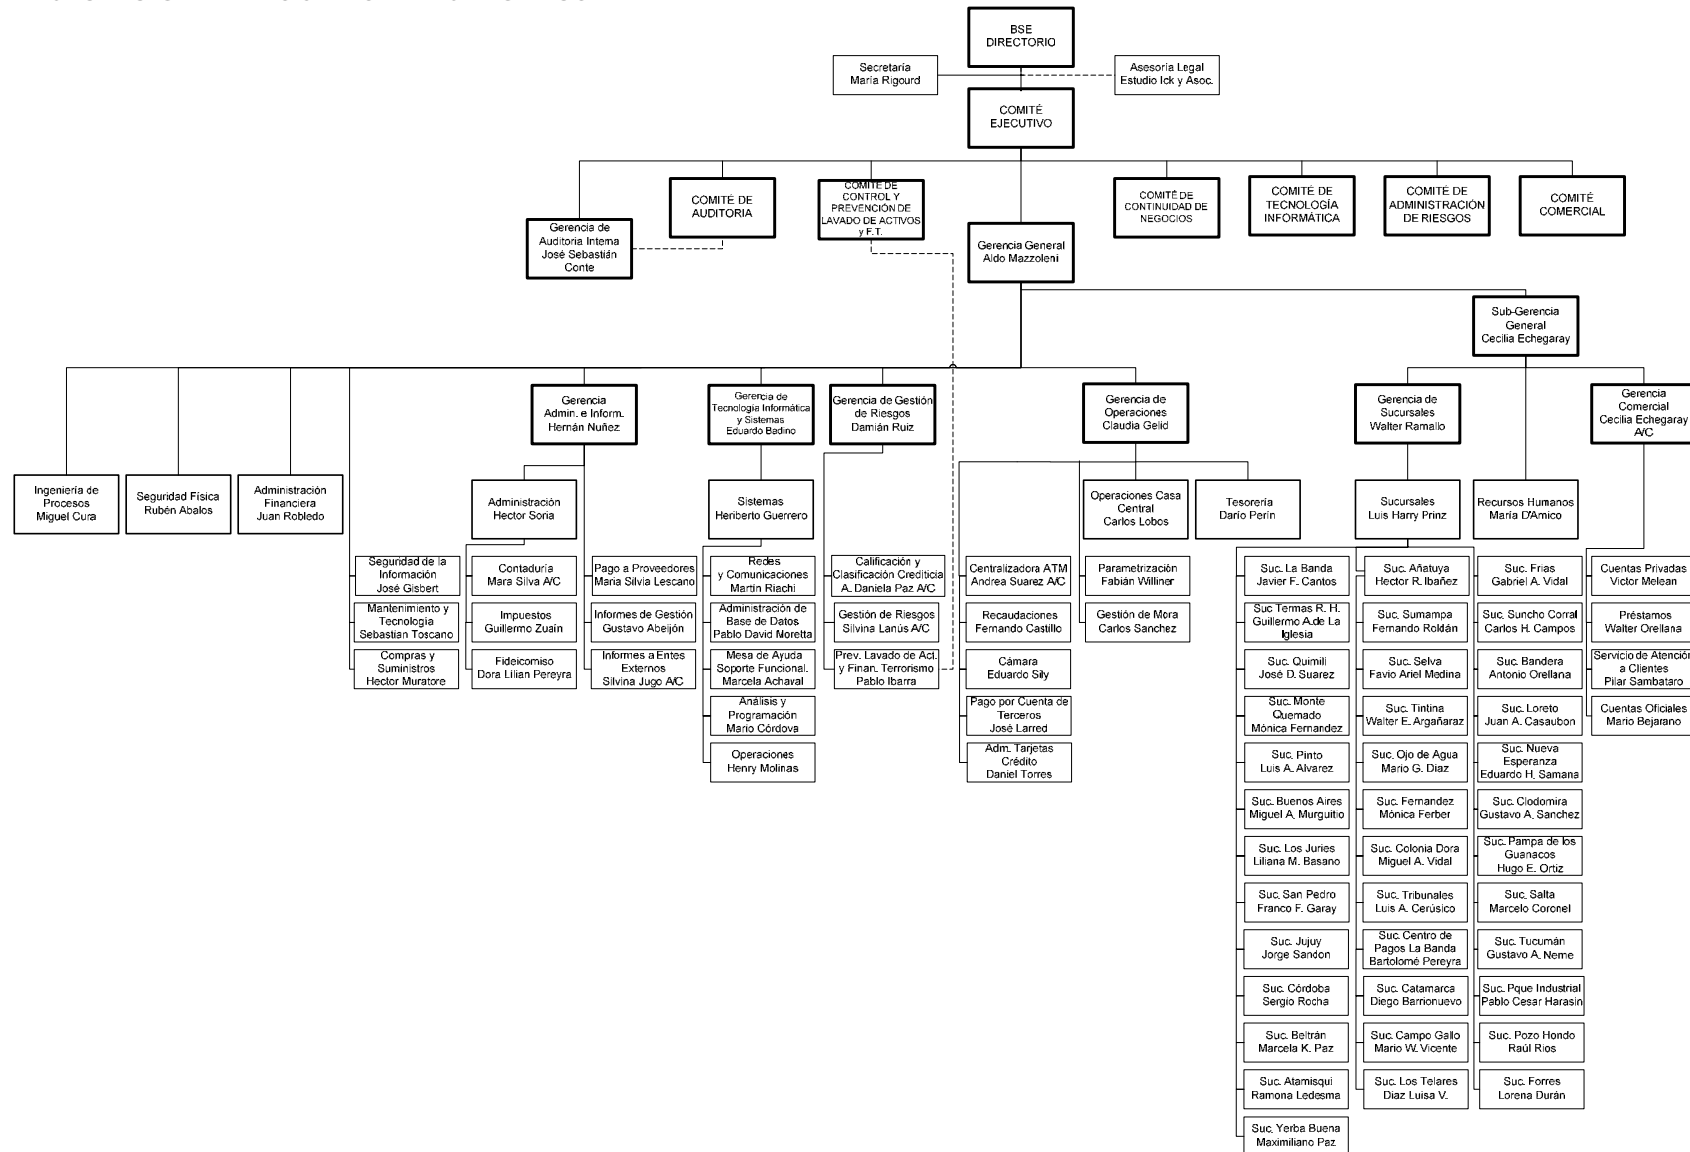 BSE
DIRECTORIO
Secretaría
María Rigourd
Asesoría Legal
Estudio Ick y Asoc.
COMITÉ
EJECUTIVO
COMITÉ DE
AUDITORIA
COMITÉ DE
CONTROL Y
PREVENCIÓN DE
LAVADO DE ACTIVOS
y F.T.
COMITÉ DE
CONTINUIDAD DE
NEGOCIOS
COMITÉ DE
TECNOLOGÍA
INFORMÁTICA
COMITÉ DE
ADMINISTRACIÓN
DE RIESGOS
COMITÉ
COMERCIAL
Gerencia de
Auditoria Interna
José Sebastián
Conte
Gerencia General
Aldo Mazzoleni
Sub-Gerencia
General
Cecilia Echegaray
Gerencia
Admin. e Inform.
Hernán Nuñez
Gerencia de
Tecnología Informática
y Sistemas
Eduardo Badino
Gerencia de Gestión
de Riesgos
Damián Ruiz
Gerencia de
Operaciones
Claudia Gelid
Gerencia de
Sucursales
Walter Ramallo
Gerencia
Comercial
Cecilia Echegaray
A/C
Ingeniería de
Procesos
Miguel Cura
Seguridad Física
Rubén Abalos
Administración
Financiera
Juan Robledo
Administración
Hector Soria
Sistemas
Heriberto Guerrero
Operaciones Casa
Central
Carlos Lobos
Tesorería
Darío Perín
Sucursales
Luis Harry Prinz
Recursos Humanos
María D'Amico
Seguridad de la
Información
José Gisbert
Mantenimiento y
Tecnología
Sebastian Toscano
Compras y
Suministros
Hector Muratore
Contaduría
Mara Silva A/C
Impuestos
Guillermo Zuain
Fideicomiso
Dora Lilian Pereyra
Pago a Proveedores
Maria Silvia Lescano
Informes de Gestión
Gustavo Abeijón
Informes a Entes
Externos
Silvina Jugo A/C
Redes
y Comunicaciones
Martín Riachi
Administración de
Base de Datos
Pablo David Noretta
Mesa de Ayuda
Soporte Funcional.
Marcela Achaval
Análisis y
Programación
Mario Córdova
Operaciones
Henry Molinas
Calificación y
Clasificación Crediticia
A. Daniela Paz A/C
Gestión de Riesgos
Silvina Lanús A/C
Prev. Lavado de Act.
y Finan. Terrorismo
Pablo Ibarra
Centralizadora ATM
Andrea Suarez A/C
Recaudaciones
Fernando Castillo
Cámara
Eduardo Sily
Pago por Cuenta de
Terceros
José Larred
Adm. Tarjetas
Crédito
Daniel Torres
Parametrización
Fabián Williner
Gestión de Mora
Carlos Sanchez
Suc. La Banda
Javier F. Cantos
Suc Termas R. H.
Guillermo A.de La
Iglesia
Suc. Quimilí
José D. Suarez
Suc. Monte
Quemado
Mónica Fernandez
Suc. Pinto
Luis A. Alvarez
Suc. Buenos Aires
Miguel A. Murguitio
Suc. Los Juries
Liliana M. Basano
Suc. San Pedro
Franco F. Garay
Suc. Jujuy
Jorge Sandon
Suc. Córdoba
Sergio Rocha
Suc. Beltrán
Marcela K. Paz
Suc. Atamisqui
Ramona Ledesma
Suc. Yerba Buena
Maximiliano Paz
Suc. Añatuya
Hector R. Ibañez
Suc. Sumampa
Fernando Roldán
Suc. Selva
Favio Ariel Medina
Suc. Tintina
Walter E. Argañaraz
Suc. Ojo de Agua
Mario G. Diaz
Suc. Fernandez
Mónica Ferber
Suc. Colonia Dora
Miguel A. Vidal
Suc. Tribunales
Luis A. Cerúsico
Suc. Centro de
Pagos La Banda
Bartolomé Pereyra
Suc. Catamarca
Diego Barrionuevo
Suc. Campo Gallo
Mario W. Vicente
Suc. Los Telares
Diaz Luisa V.
Suc. Frias
Gabriel A. Vidal
Suc. Suncho Corral
Carlos H. Campos
Suc. Bandera
Antonio Orellana
Suc. Loreto
Juan A. Casaubon
Suc. Nueva
Esperanza
Eduardo H. Samana
Suc. Clodomira
Gustavo A. Sanchez
Suc. Pampa de los
Guanacos
Hugo E. Ortiz
Suc. Salta
Marcelo Coronel
Suc. Tucumán
Gustavo A. Neme
Suc. Pque Industrial
Pablo Cesar Harasin
Suc. Pozo Hondo
Raúl Rios
Suc. Forres
Lorena Durán
Cuentas Privadas
Victor Melean
Préstamos
Walter Orellana
Servicio de Atención
a Clientes
Pilar Sambataro
Cuentas Oficiales
Mario Bejarano